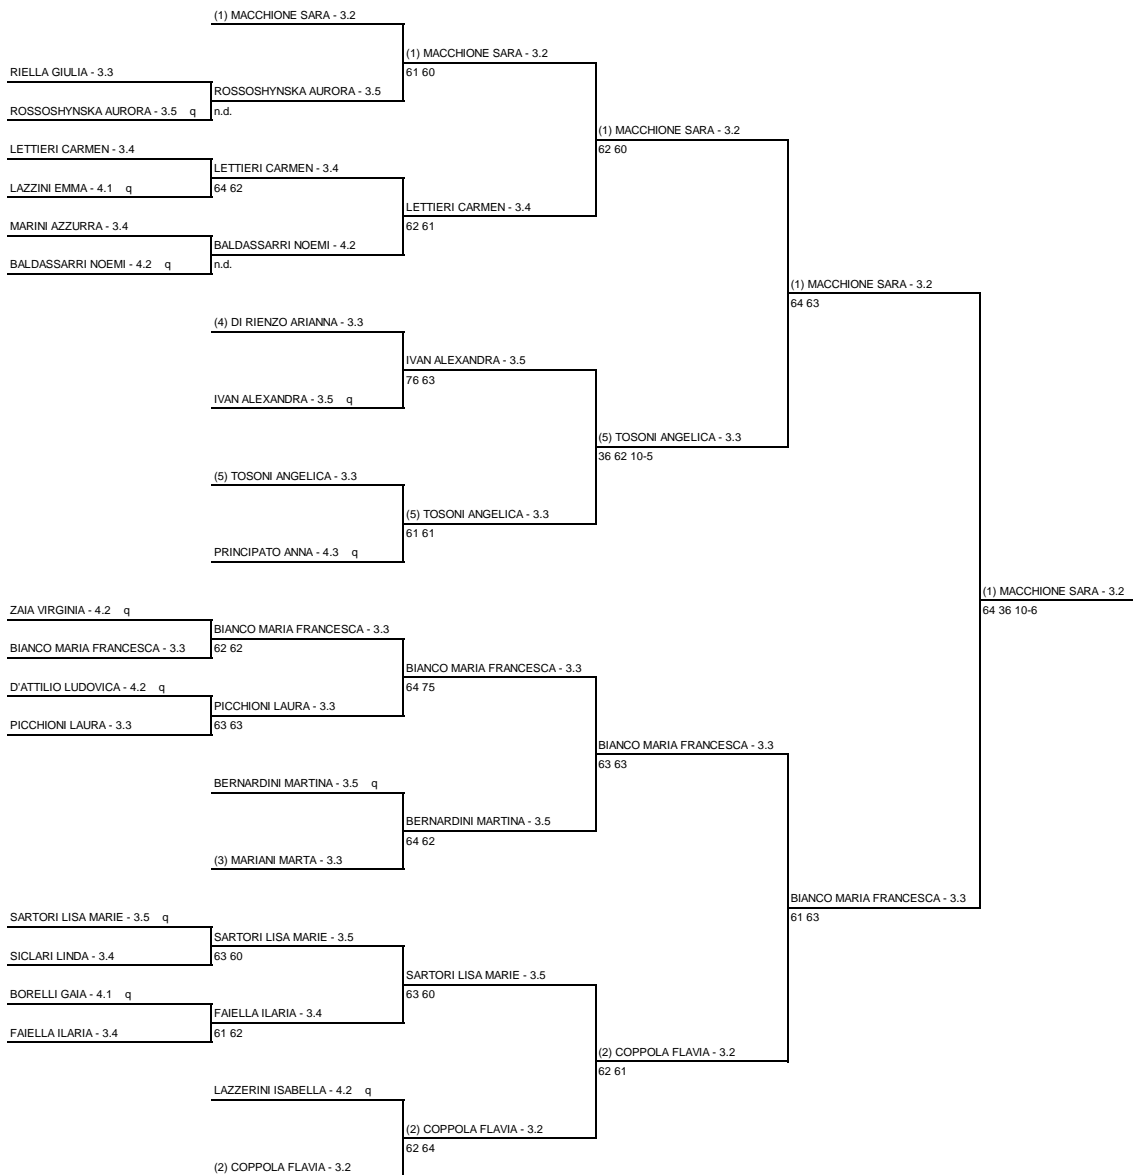 (1) MACCHIONE SARA - 3.2
(1) MACCHIONE SARA - 3.2
RIELLA GIULIA - 3.3
61 60
ROSSOSHYNSKA AURORA - 3.5
ROSSOSHYNSKA AURORA - 3.5 q
n.d.
(1) MACCHIONE SARA - 3.2
62 60
LETTIERI CARMEN - 3.4
LETTIERI CARMEN - 3.4
LAZZINI EMMA - 4.1 q
64 62
LETTIERI CARMEN - 3.4
62 61
MARINI AZZURRA - 3.4
BALDASSARRI NOEMI - 4.2
BALDASSARRI NOEMI - 4.2 q
n.d.
(1) MACCHIONE SARA - 3.2
64 63
(4) DI RIENZO ARIANNA - 3.3
IVAN ALEXANDRA - 3.5
76 63
IVAN ALEXANDRA - 3.5 q
(5) TOSONI ANGELICA - 3.3
36 62 10-5
(5) TOSONI ANGELICA - 3.3
(5) TOSONI ANGELICA - 3.3
61 61
PRINCIPATO ANNA - 4.3 q
(1) MACCHIONE SARA - 3.2
64 36 10-6
ZAIA VIRGINIA - 4.2 q
BIANCO MARIA FRANCESCA - 3.3
BIANCO MARIA FRANCESCA - 3.3
62 62
BIANCO MARIA FRANCESCA - 3.3
64 75
D'ATTILIO LUDOVICA - 4.2 q
PICCHIONI LAURA - 3.3
PICCHIONI LAURA - 3.3
63 63
BIANCO MARIA FRANCESCA - 3.3
63 63
BERNARDINI MARTINA - 3.5 q
BERNARDINI MARTINA - 3.5
64 62
(3) MARIANI MARTA - 3.3
BIANCO MARIA FRANCESCA - 3.3
61 63
SARTORI LISA MARIE - 3.5 q
SARTORI LISA MARIE - 3.5
SICLARI LINDA - 3.4
63 60
SARTORI LISA MARIE - 3.5
63 60
BORELLI GAIA - 4.1 q
FAIELLA ILARIA - 3.4
FAIELLA ILARIA - 3.4
61 62
(2) COPPOLA FLAVIA - 3.2
62 61
LAZZERINI ISABELLA - 4.2 q
(2) COPPOLA FLAVIA - 3.2
62 64
(2) COPPOLA FLAVIA - 3.2